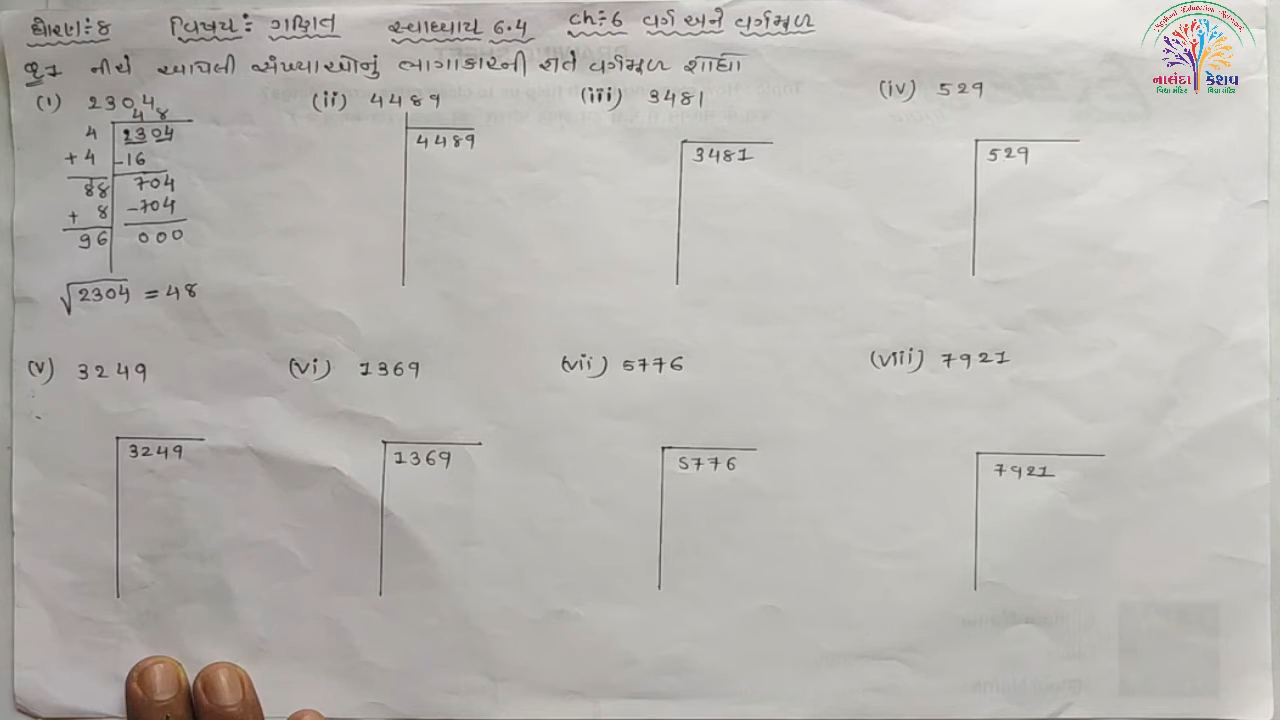 ધોરણ:૪ વિષય: ગણિત સ્વાધ્યાય 6.4 ch:6 વર્ગ અને વર્ગમૂળ
પ્ર1 નીચે આપેલી સંખ્યાઓનું ભાગાકારની રીતે વર્ગમૂળ શોધો
(i) 2304 (ii) 4489 (iii) 3481 (iv) 529
48
4 2304 4489 3481 529
+4 -16
88 704
+ 8 -704
96 000
√2304 = 48
(v) 3249 (vi) 1369 (vii) 5776 (viii) 7921
3249 1369 5776 7921
નાલંદા કેશવ
વિદ્યા મંદિર વિદ્યા મંદિર